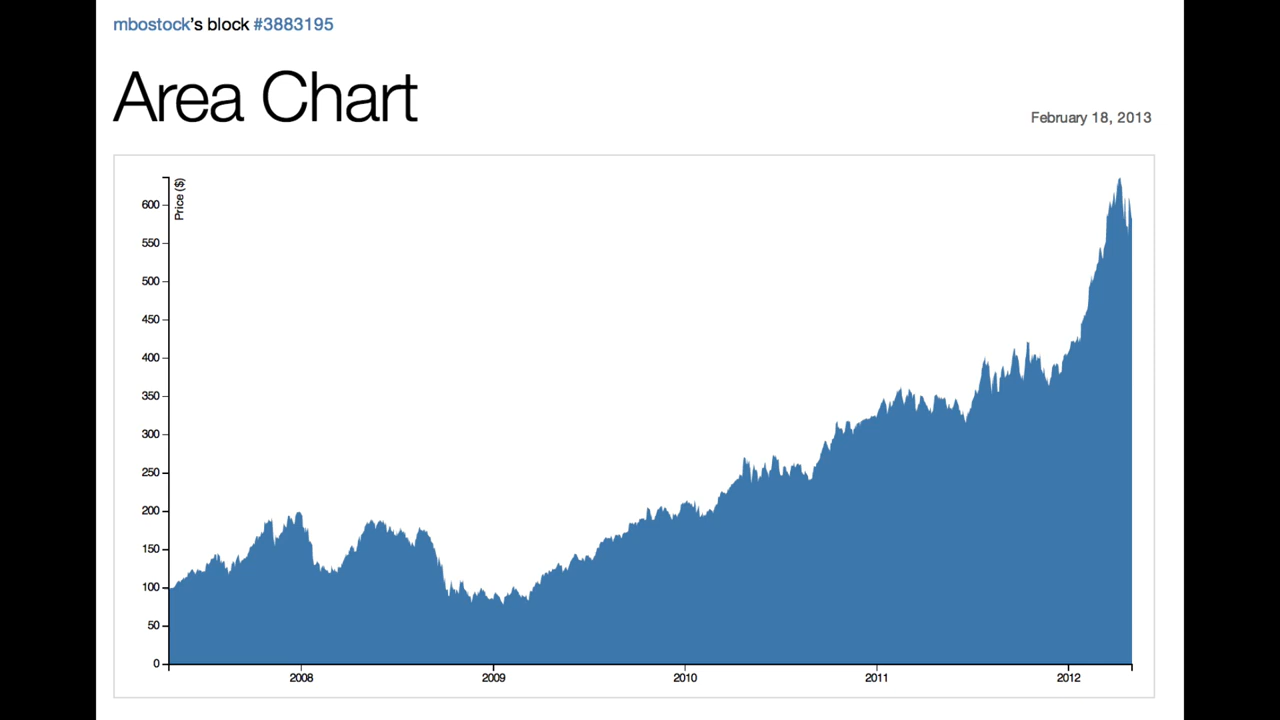 mbostock's block #3883195
Area Chart
February 18, 2013
Price ($)
600
550
500
450
400
350
300
250
200
150
100
50
0
2008 2009 2010 2011 2012